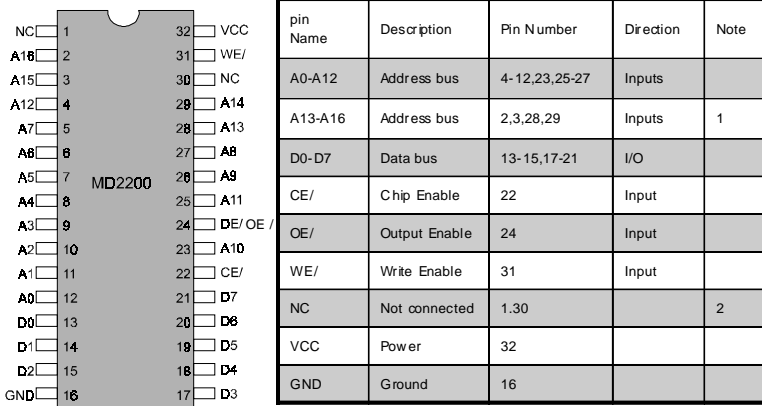 NC 1 32 VCC
A16 2 31 WE/
A15 3 30 NC
A12 4 29 A14
A7 5 28 A13
A6 6 27 A8
A5 7 MD2200 26 A9
A4 8 25 A11
A3 9 24 OE/ OE /
A2 10 23 A10
A1 11 22 CE/
A0 12 21 D7
D0 13 20 D6
D1 14 19 D5
D2 15 18 D4
GND 16 17 D3
pin Name Description Pin Number Direction Note
A0-A12 Address bus 4-12,23,25-27 Inputs
A13-A16 Address bus 2,3,28,29 Inputs 1
D0-D7 Data bus 13-15,17-21 I/O
CE/ Chip Enable 22 Input
OE/ Output Enable 24 Input
WE/ Write Enable 31 Input
NC Not connected 1.30 2
VCC Power 32
GND Ground 16